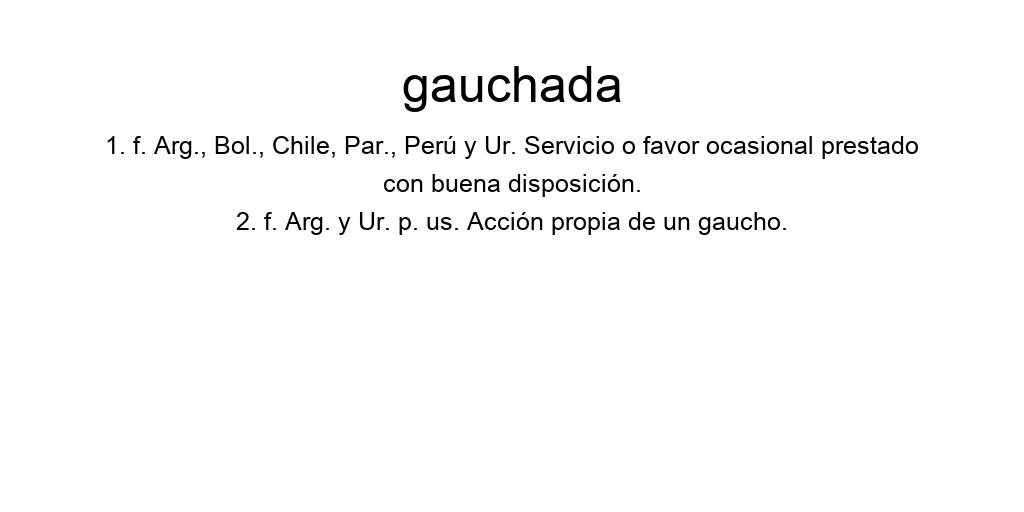 gauchada
1. f. Arg., Bol., Chile, Par., Perú y Ur. Servicio o favor ocasional prestado
con buena disposición.
2. f. Arg. y Ur. p. us. Acción propia de un gaucho.